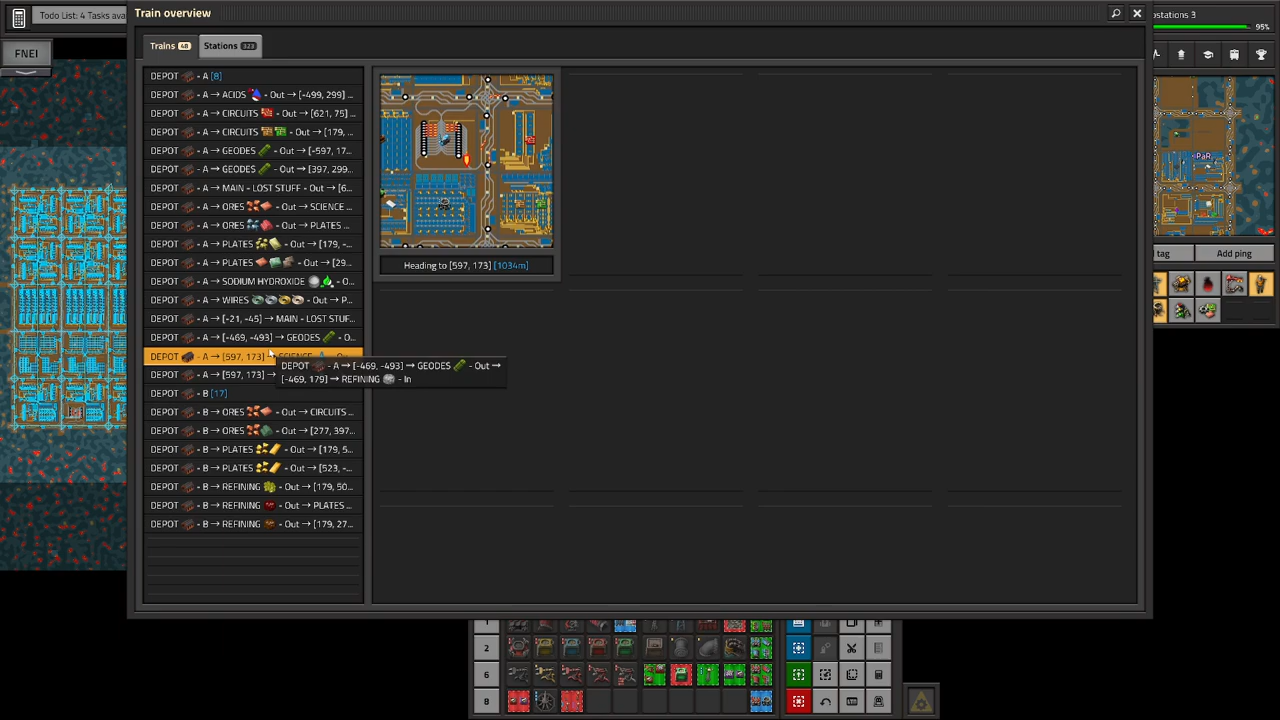 Todo List: 4 Tasks ava
Train overview
ostations 3
95%
FNEI
Trains 48
Stations 323
DEPOT - A [8]
DEPOT - A → ACIDS - Out → [-499, 299] ...
DEPOT - A → CIRCUITS - Out → [621, 75] ...
DEPOT - A → CIRCUITS - Out → [179, ...
DEPOT - A → GEODES - Out → [-597, 17...
DEPOT - A → GEODES - Out → [397, 299...
DEPOT - A → MAIN - LOST STUFF - Out → [6...
DEPOT - A → ORES - Out → SCIENCE ...
DEPOT - A → ORES - Out → PLATES ...
DEPOT - A → PLATES - Out → [179, -...
DEPOT - A → PLATES - Out → [29...
DEPOT - A → SODIUM HYDROXIDE - O...
DEPOT - A → WIRES - Out → P...
DEPOT - A → [-21, -45] → MAIN - LOST STUF...
DEPOT - A → [-469, -493] → GEODES - O...
DEPOT - A → [597, 173]
DEPOT - A → [597, 173] →
DEPOT - B [17]
DEPOT - B → ORES - Out → CIRCUITS ...
DEPOT - B → ORES - Out → [277, 397...
DEPOT - B → PLATES - Out → [179, 5...
DEPOT - B → PLATES - Out → [523, -...
DEPOT - B → REFINING - Out → [179, 50...
DEPOT - B → REFINING - Out → PLATES ...
DEPOT - B → REFINING - Out → [179, 27...
DEPOT - A → [-469, -493] → GEODES - Out →
[-469, 179] → REFINING - In
Heading to [597, 173] [1034m]
PaR
tag
Add ping
1
2
6
8